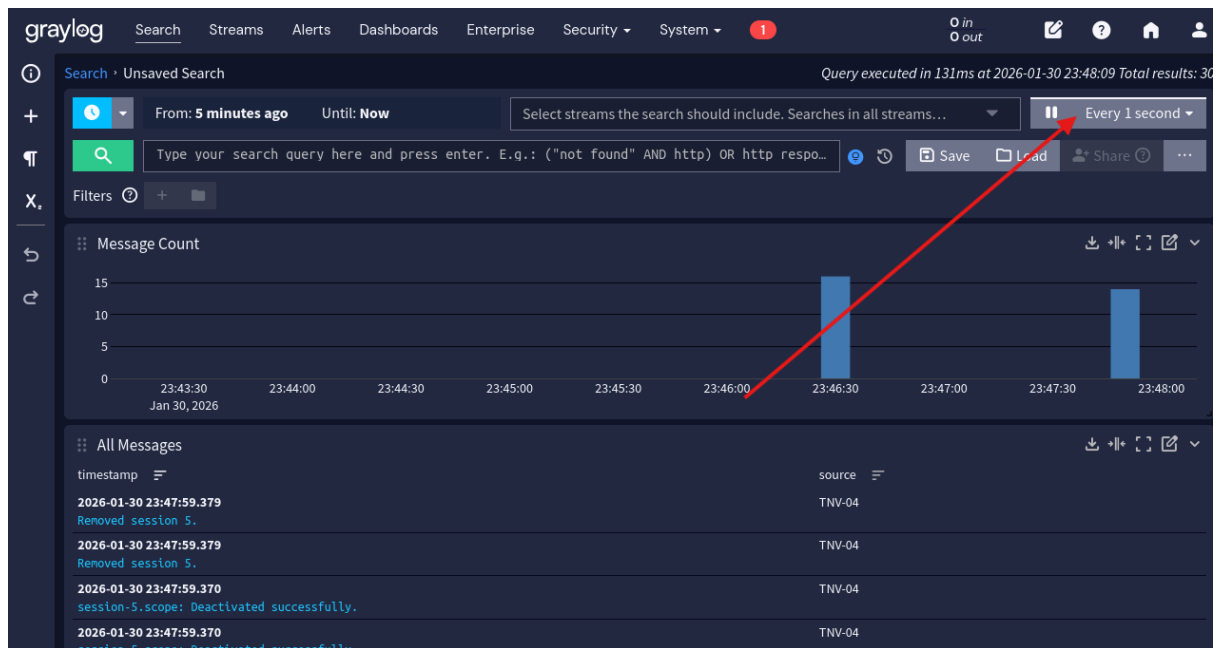 graylog Search Streams Alerts Dashboards Enterprise Security System 1 0 in
0 out
Search › Unsaved Search Query executed in 131ms at 2026-01-30 23:48:09 Total results: 30
From: 5 minutes ago Until: Now Select streams the search should include. Searches in all streams... Every 1 second
Type your search query here and press enter. E.g.: ("not found" AND http) OR http respo… Save Load Share ...
Filters
Message Count
15
10
5
0
23:43:30 23:44:00 23:44:30 23:45:00 23:45:30 23:46:00 23:46:30 23:47:00 23:47:30 23:48:00
Jan 30, 2026
All Messages
timestamp source
2026-01-30 23:47:59.379 TNV-04
Removed session 5.
2026-01-30 23:47:59.379 TNV-04
Removed session 5.
2026-01-30 23:47:59.370 TNV-04
session-5.scope: Deactivated successfully.
2026-01-30 23:47:59.370 TNV-04